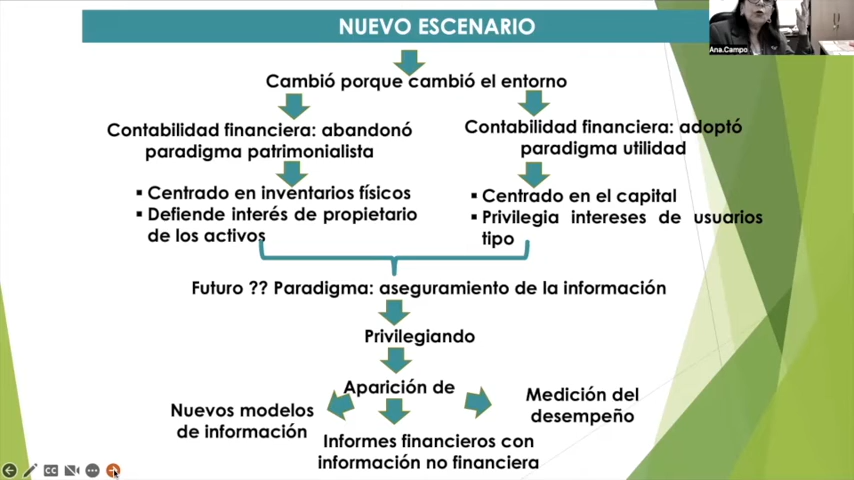 NUEVO ESCENARIO
Ana.Campo
Cambió porque cambió el entorno
Contabilidad financiera: abandonó
paradigma patrimonialista
Contabilidad financiera: adoptó
paradigma utilidad
▪ Centrado en inventarios físicos
▪ Defiende interés de propietario
de los activos
▪ Centrado en el capital
▪ Privilegia intereses de usuarios
tipo
Futuro ?? Paradigma: aseguramiento de la información
Privilegiando
Aparición de
Nuevos modelos
de información
Informes financieros con
información no financiera
Medición del
desempeño
CC